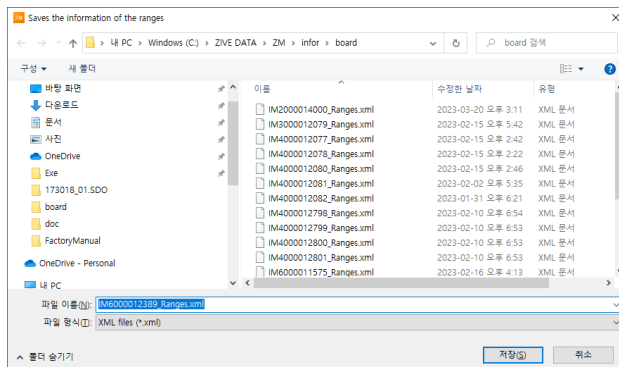 ZM Saves the information of the ranges
내 PC > Windows (C:) > ZIVE DATA > ZM > infor > board
board 검색
구성 새 폴더
바탕 화면
다운로드
문서
사진
OneDrive
Exe
173018_01.SDO
board
doc
FactoryManual
OneDrive - Personal
내 PC
이름 수정한 날짜 유형
IM2000014000_Ranges.xml 2023-03-20 오후 3:11 XML 문서
IM3000012079_Ranges.xml 2023-02-15 오후 5:42 XML 문서
IM4000012077_Ranges.xml 2023-02-15 오후 2:42 XML 문서
IM4000012078_Ranges.xml 2023-02-15 오후 2:22 XML 문서
IM4000012080_Ranges.xml 2023-02-15 오후 2:46 XML 문서
IM4000012081_Ranges.xml 2023-02-02 오후 5:35 XML 문서
IM4000012082_Ranges.xml 2023-01-31 오후 6:21 XML 문서
IM4000012798_Ranges.xml 2023-02-10 오후 6:54 XML 문서
IM4000012799_Ranges.xml 2023-02-10 오후 6:53 XML 문서
IM4000012800_Ranges.xml 2023-02-10 오후 6:53 XML 문서
IM4000012801_Ranges.xml 2023-02-10 오후 6:53 XML 문서
IM6000011575_Ranges.xml 2023-02-16 오후 4:13 XML 문서
파일 이름(N): IM6000012389_Ranges.xml
파일 형식(T): XML files (*.xml)
폴더 숨기기
저장(S) 취소